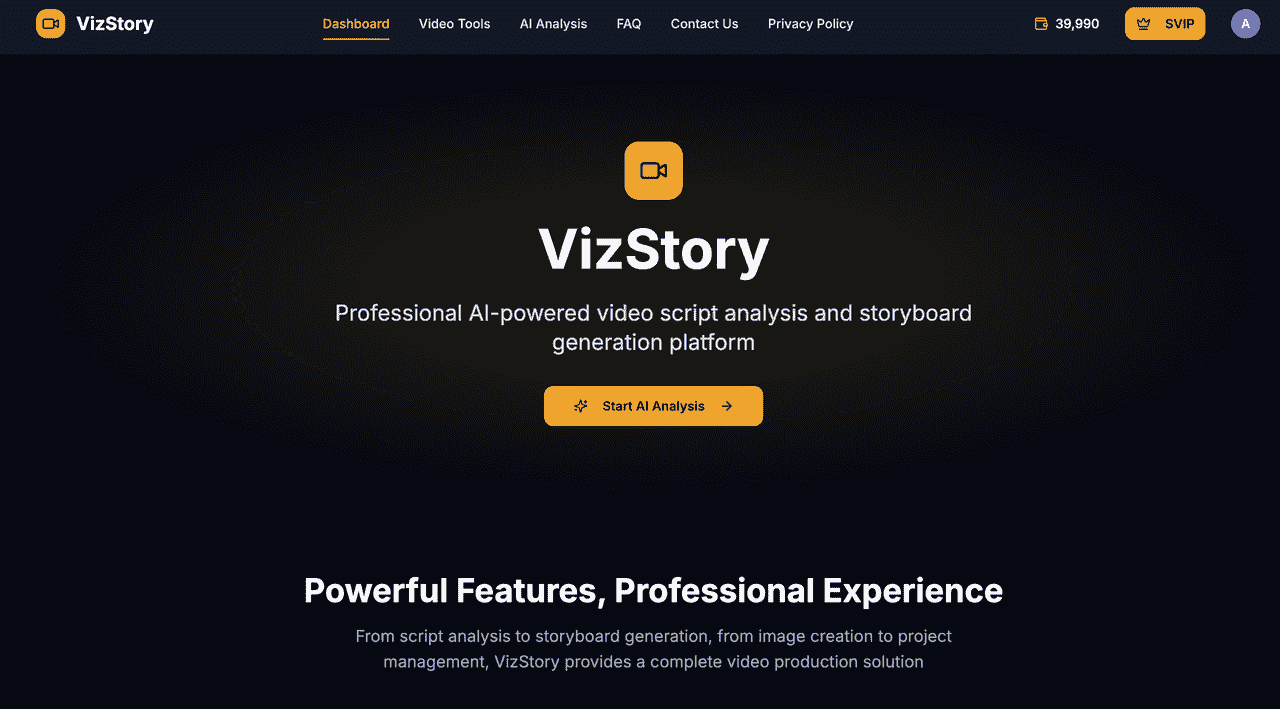 VizStory
Dashboard
Video Tools
AI Analysis
FAQ
Contact Us
Privacy Policy
39,990
SVIP
A
VizStory
Professional AI-powered video script analysis and storyboard
generation platform
Start AI Analysis
Powerful Features, Professional Experience
From script analysis to storyboard generation, from image creation to project
management, VizStory provides a complete video production solution